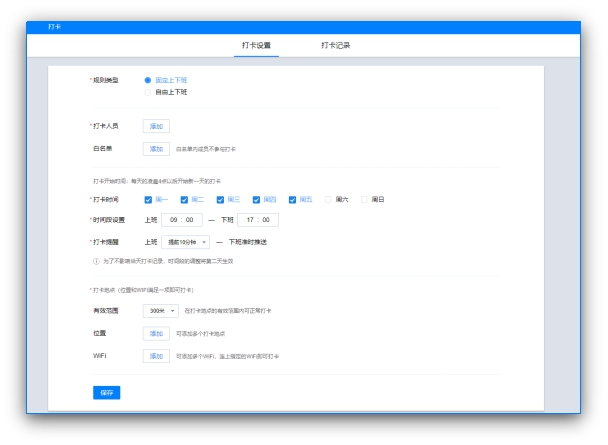 打卡
打卡设置 打卡记录
*规则类型 固定上下班
自由上下班
*打卡人员 添加
白名单 添加 白名单内成员不参与打卡
打卡开始时间：每天的凌晨4点以后开始新一天的打卡
*打卡时间 周一 周二 周三 周四 周五 周六 周日
*时间段设置 上班 09 : 00 — 下班 17 : 00
*打卡提醒 上班 提前10分钟 — 下班准时推送
为了不影响当天打卡记录，时间段的调整将第二天生效
*打卡地点（位置和WiFi满足一项即可打卡）
有效范围 300米 在打卡地点的有效范围内可正常打卡
位置 添加 可添加多个打卡地点
WiFi 添加 可添加多个WiFi，连上指定的WiFi即可打卡
保存